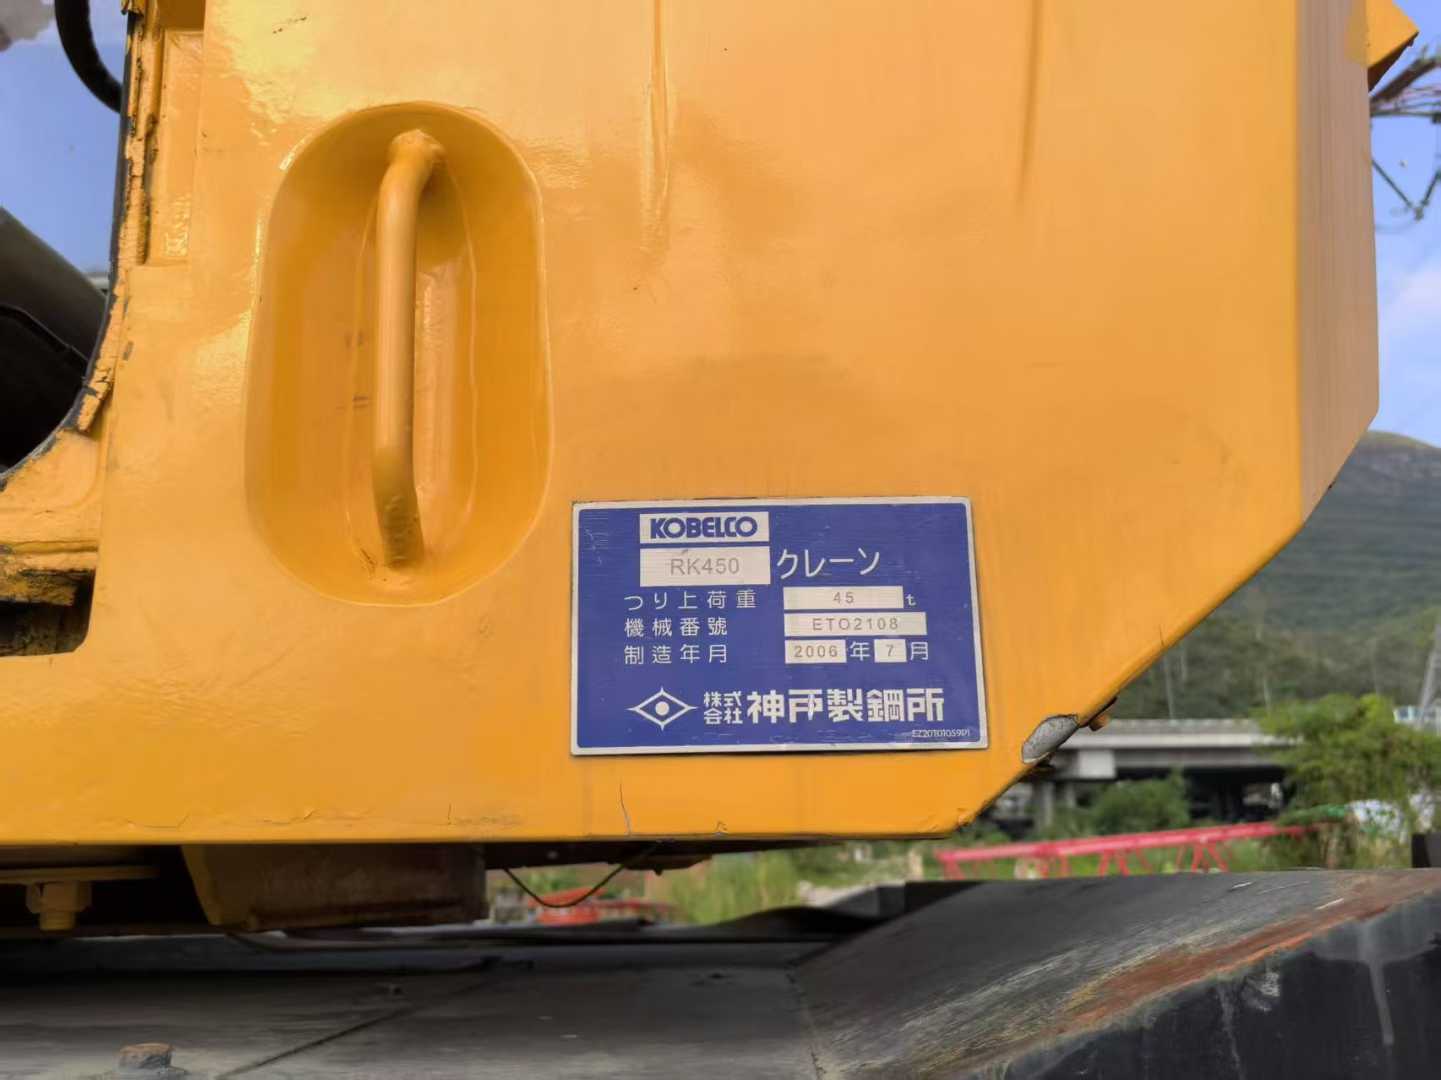 KOBELCO
RK450 クレーン
つり上荷重 45 t
機械番號 ETO2108
制造年月 2006 年 7 月
株式会社 神戸製鋼所
EZ20T01059P1